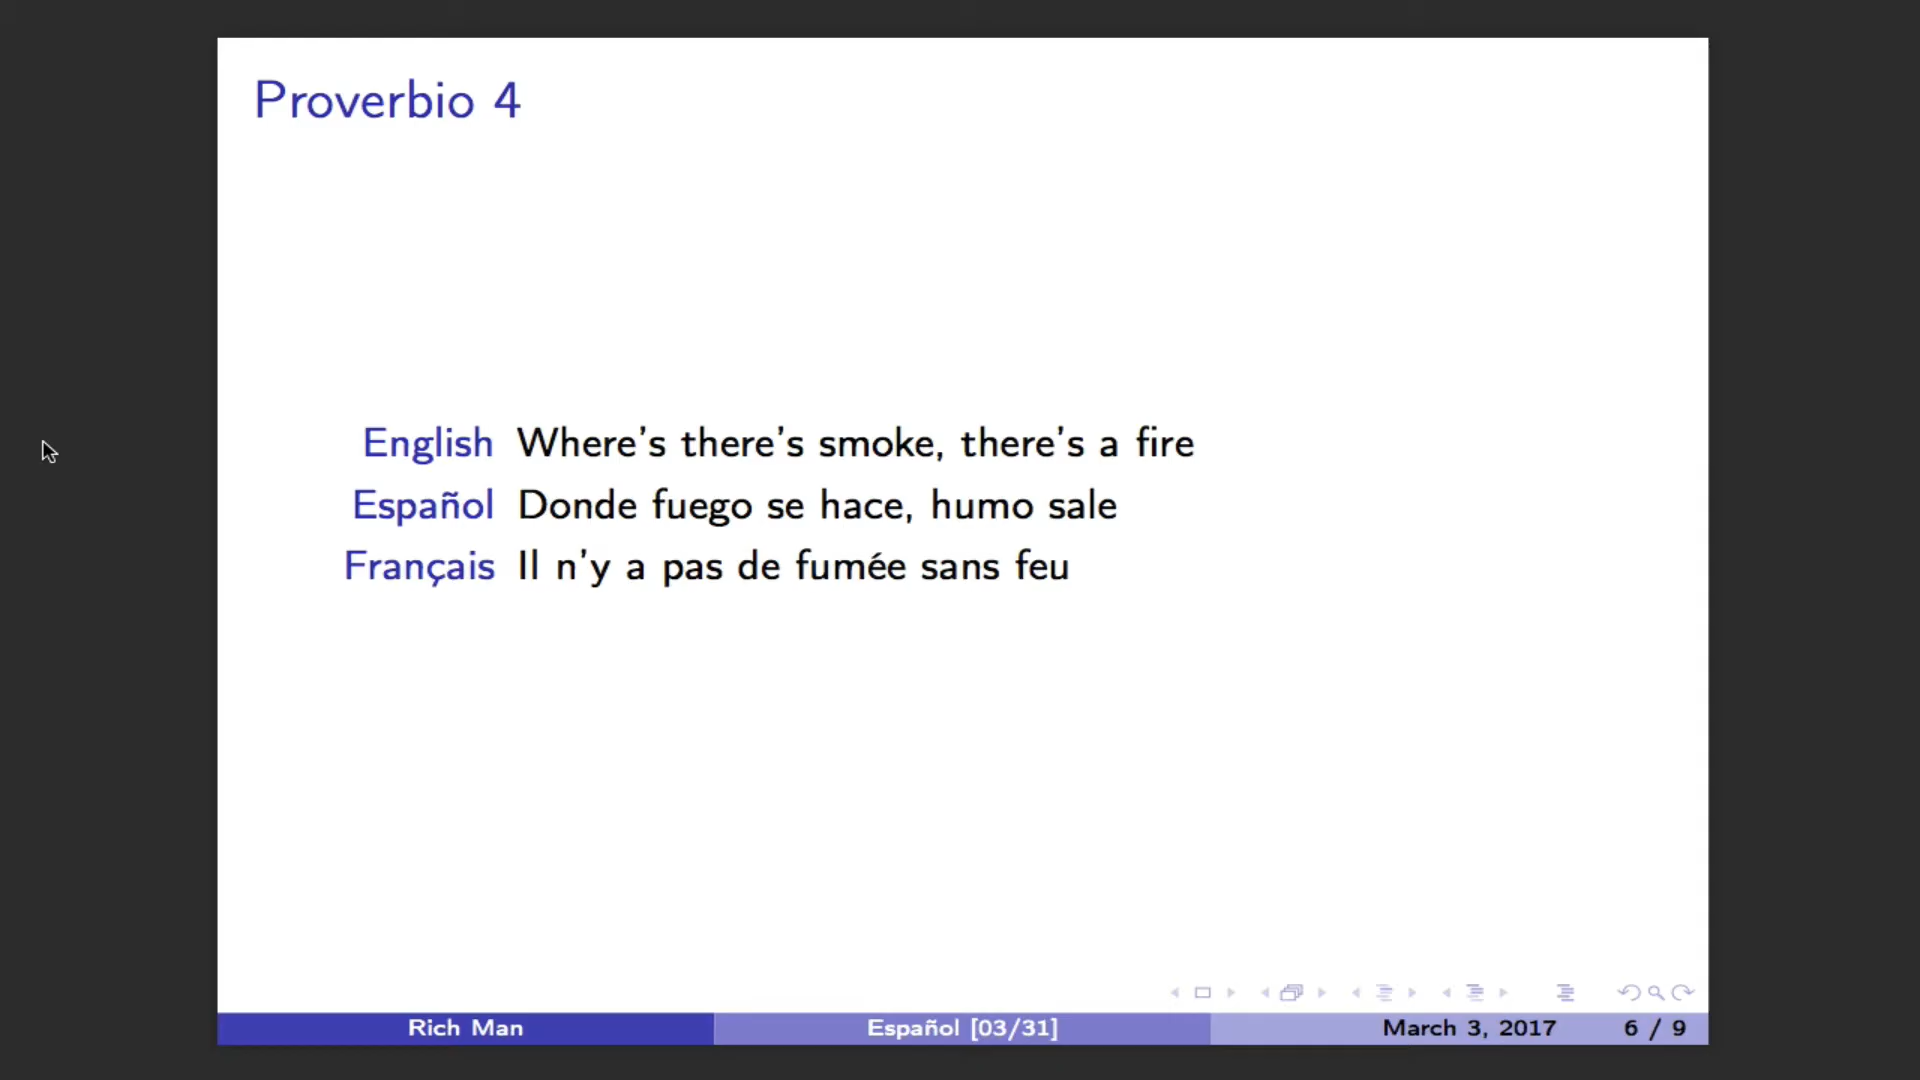 Proverbio 4
English Where's there's smoke, there's a fire
Español Donde fuego se hace, humo sale
Français Il n'y a pas de fumée sans feu
Rich Man Español [03/31] March 3, 2017 6 / 9